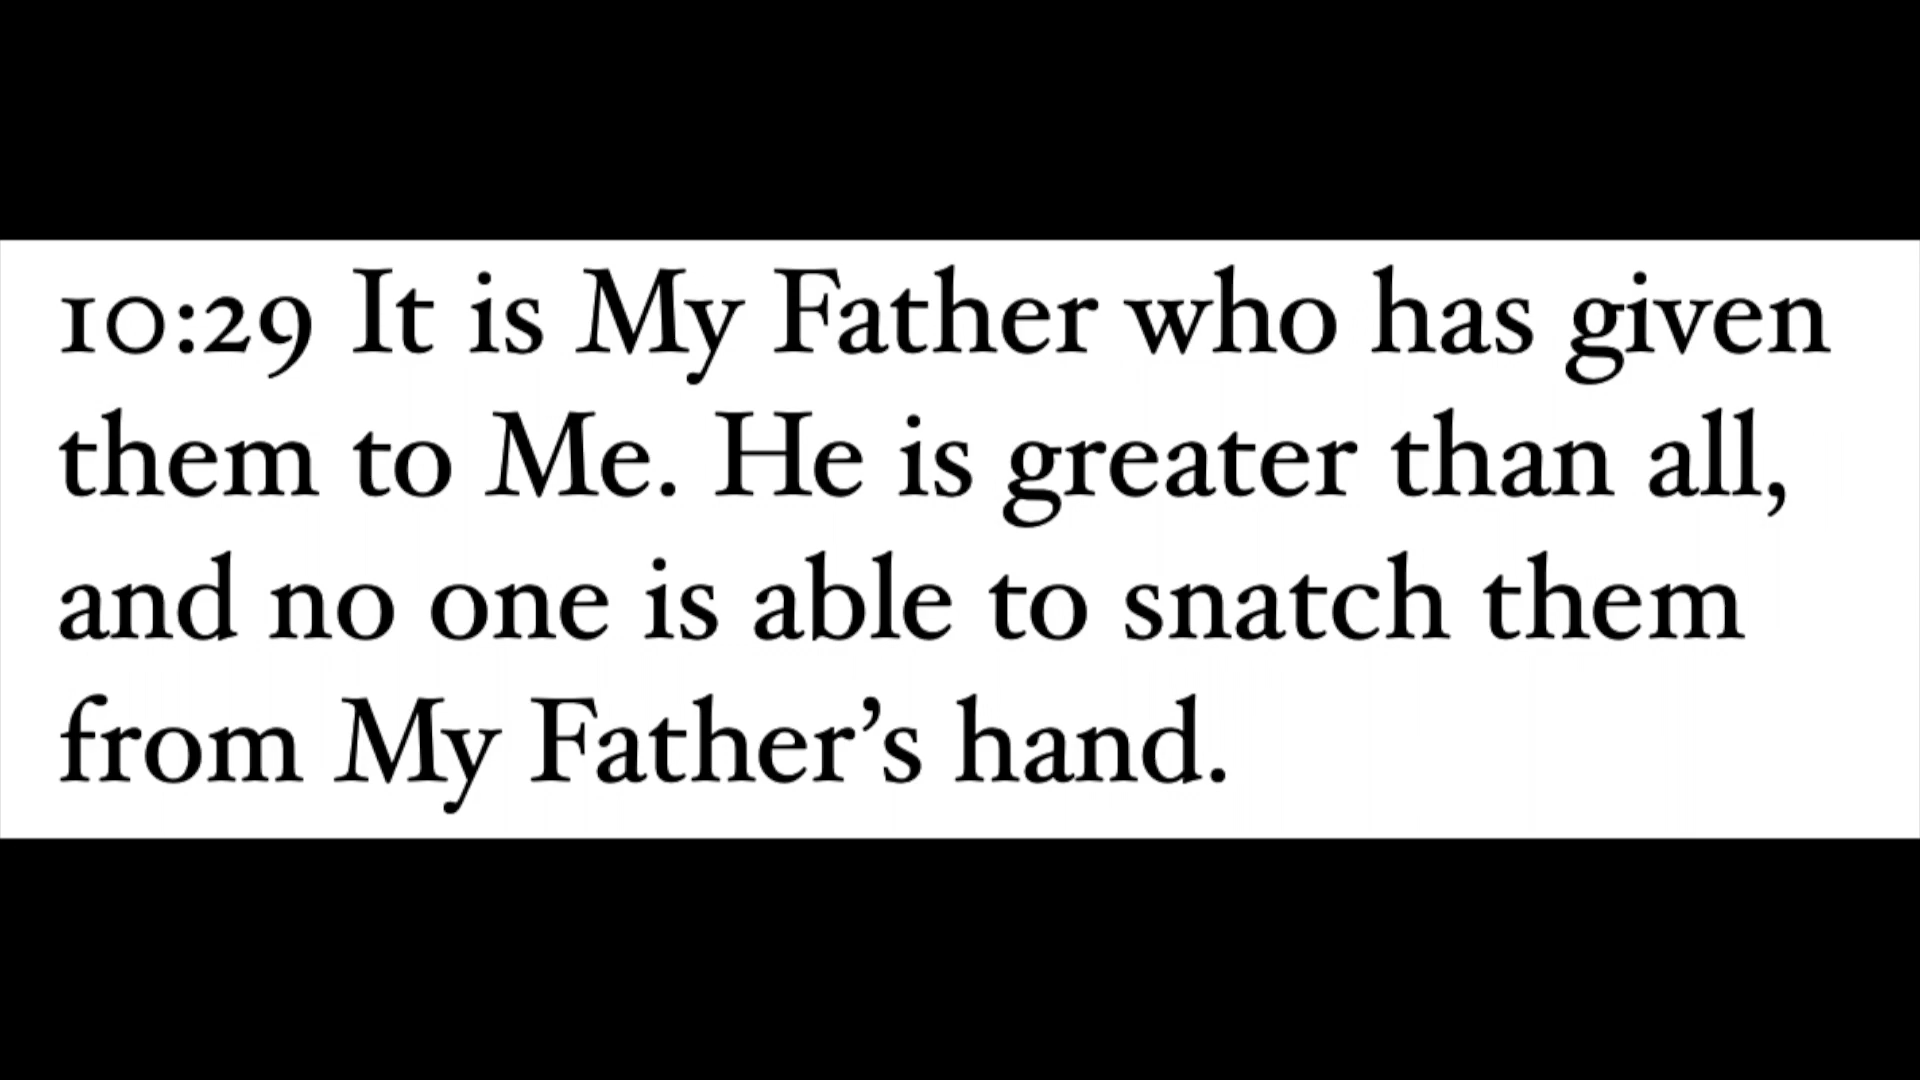 10:29 It is My Father who has given
them to Me. He is greater than all,
and no one is able to snatch them
from My Father’s hand.